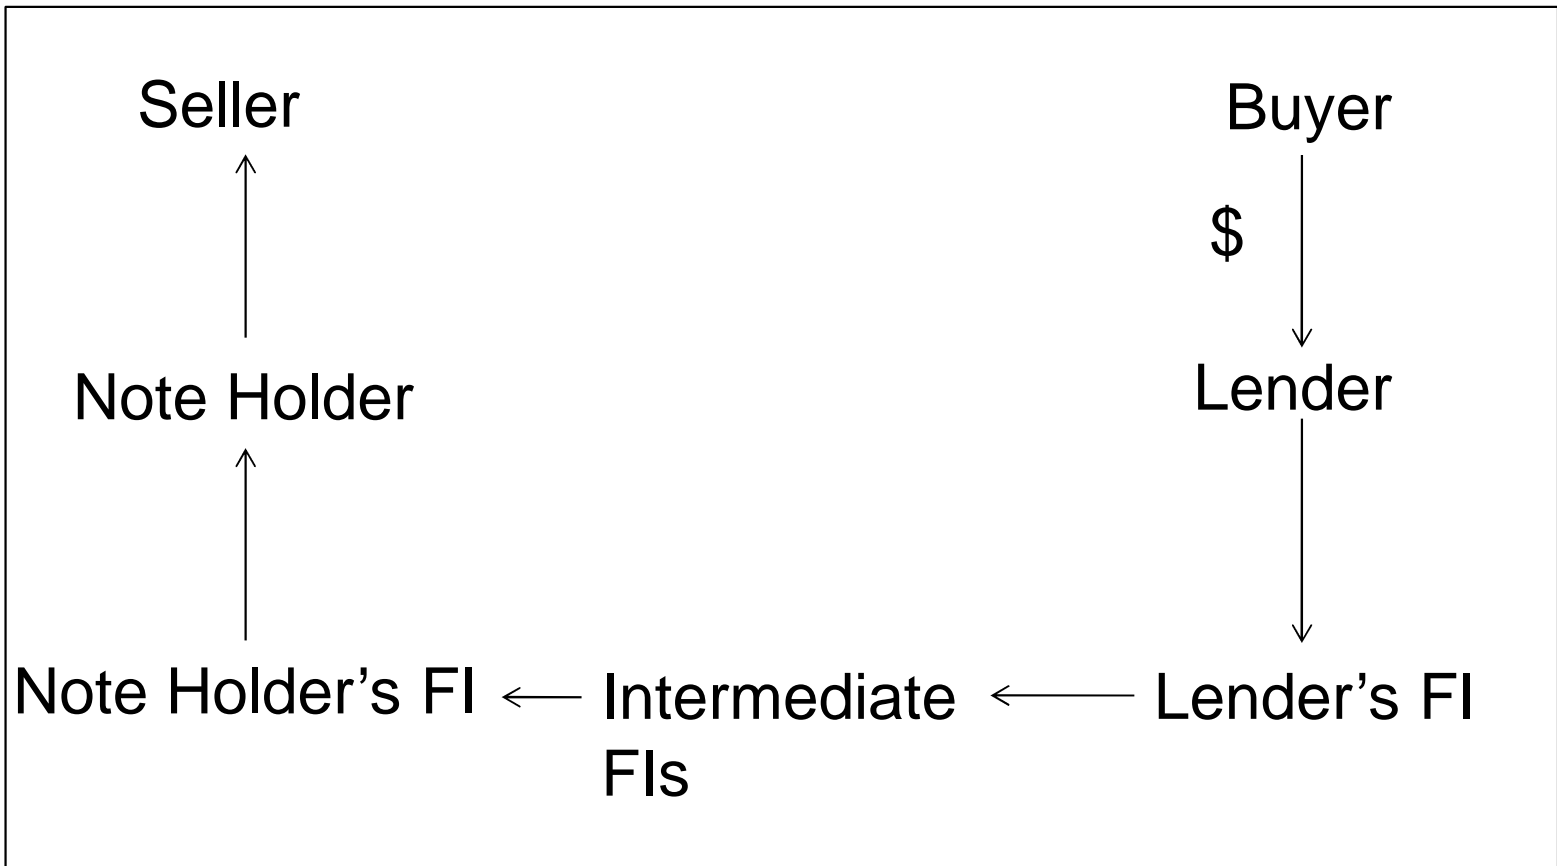 Seller
Buyer
$
Note Holder
Lender
Note Holder’s FI
Intermediate
FIs
Lender’s FI